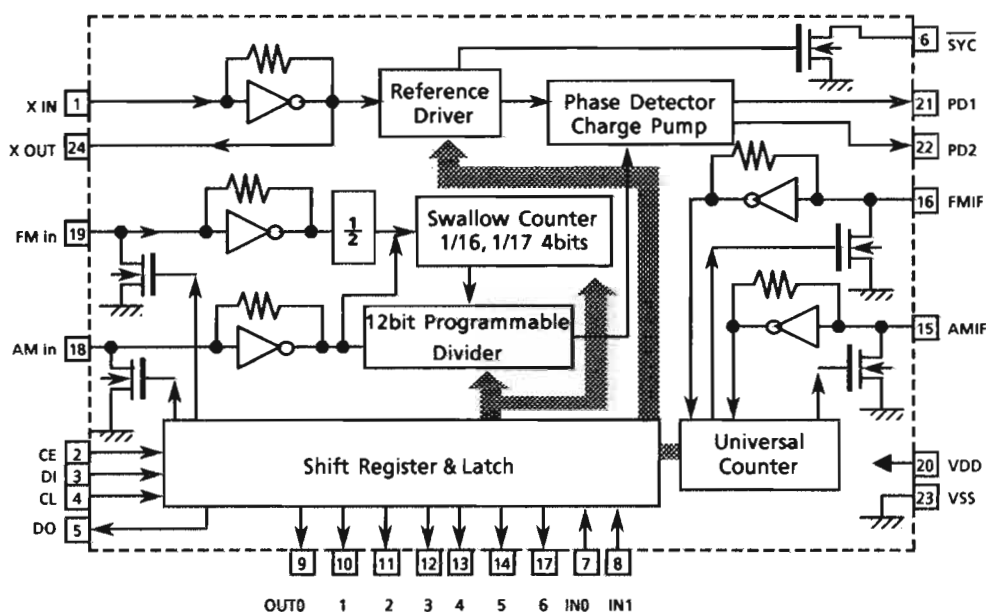 6 SYC
X IN 1
Reference
Driver
Phase Detector
Charge Pump
21 PD1
X OUT 24
22 PD2
16 FMIF
FM in 19
1
2
Swallow Counter
1/16, 1/17 4bits
12bit Programmable
Divider
15 AMIF
AM in 18
CE 2
DI 3
CL 4
DO 5
Shift Register & Latch
Universal
Counter
20 VDD
23 VSS
9 10 11 12 13 14 17 7 8
OUT0 1 2 3 4 5 6 IN0 IN1